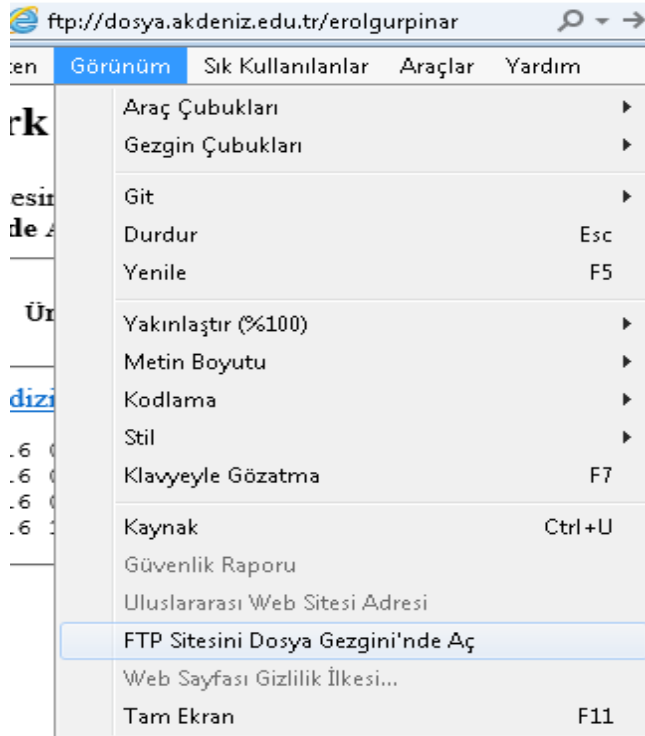 ftp://dosya.akdeniz.edu.tr/erolgurpinar
Görünüm Sık Kullanılanlar Araçlar Yardım
Araç Çubukları
Gezgin Çubukları
Git
Durdur Esc
Yenile F5
Yakınlaştır (%100)
Metin Boyutu
Kodlama
Stil
Klavyeyle Gözatma F7
Kaynak Ctrl+U
Güvenlik Raporu
Uluslararası Web Sitesi Adresi
FTP Sitesini Dosya Gezgini'nde Aç
Web Sayfası Gizlilik İlkesi...
Tam Ekran F11